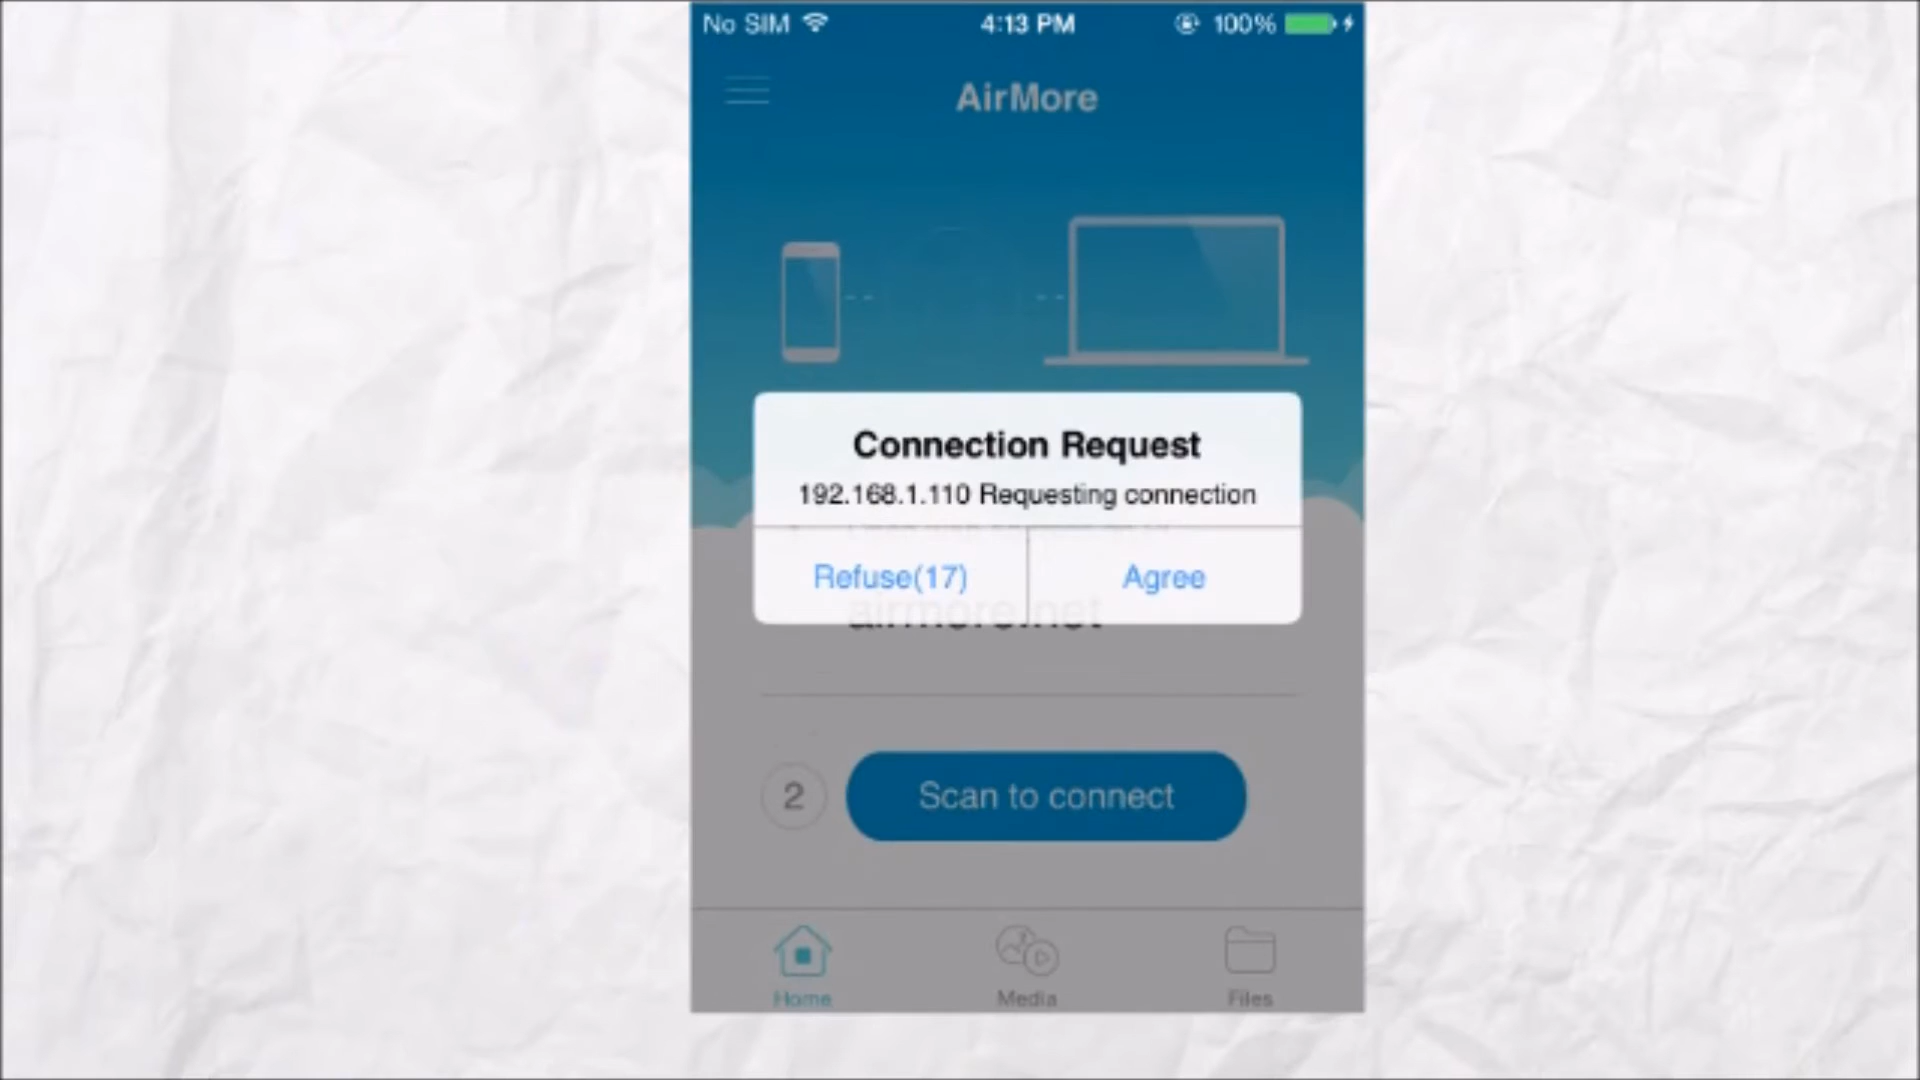 No SIM 4:13 PM 100%
AirMore
Connection Request
192.168.1.110 Requesting connection
Refuse(17) Agree
airmore.net
2 Scan to connect
Home Media Files